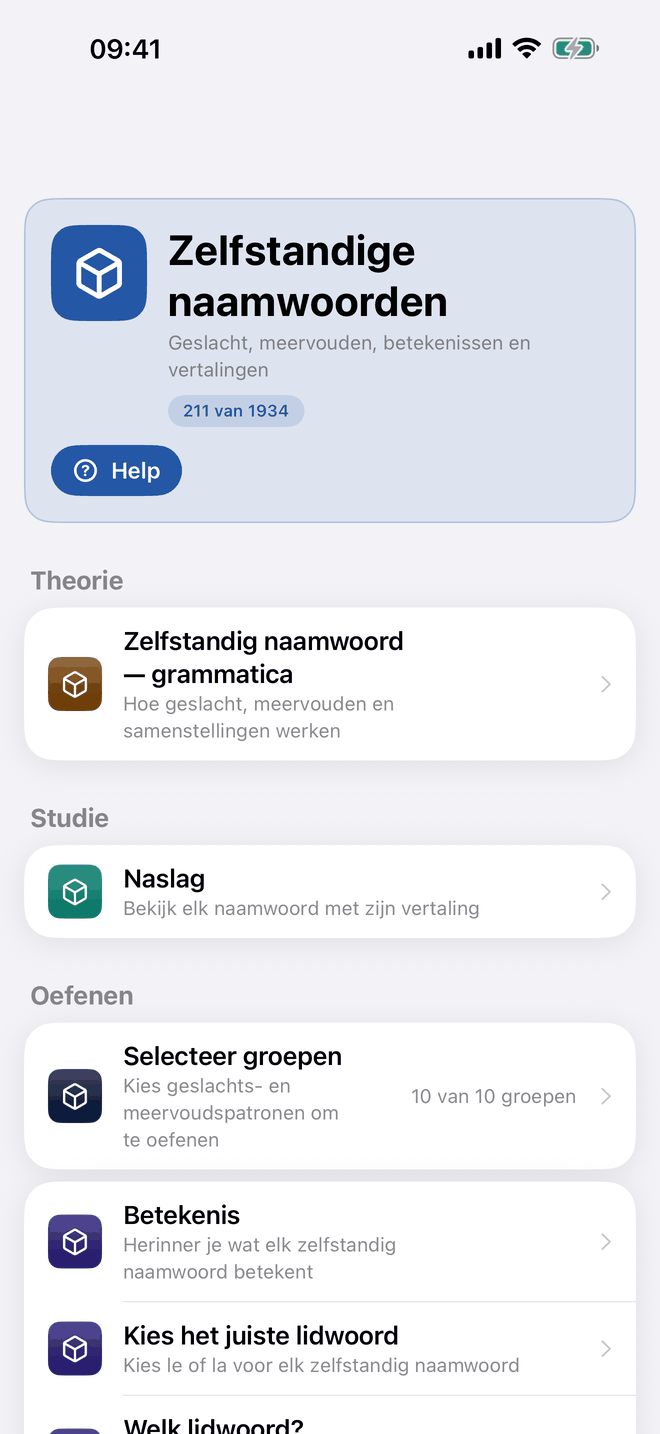 09:41
Zelfstandige
naamwoorden
Geslacht, meervouden, betekenissen en
vertalingen
211 van 1934
Help
Theorie
Zelfstandig naamwoord
— grammatica
Hoe geslacht, meervouden en
samenstellingen werken
Studie
Naslag
Bekijk elk naamwoord met zijn vertaling
Oefenen
Selecteer groepen
Kies geslachts- en
meervoudspatronen om
te oefenen
10 van 10 groepen
Betekenis
Herinner je wat elk zelfstandig
naamwoord betekent
Kies het juiste lidwoord
Kies le of la voor elk zelfstandig naamwoord
Welk lidwoord?